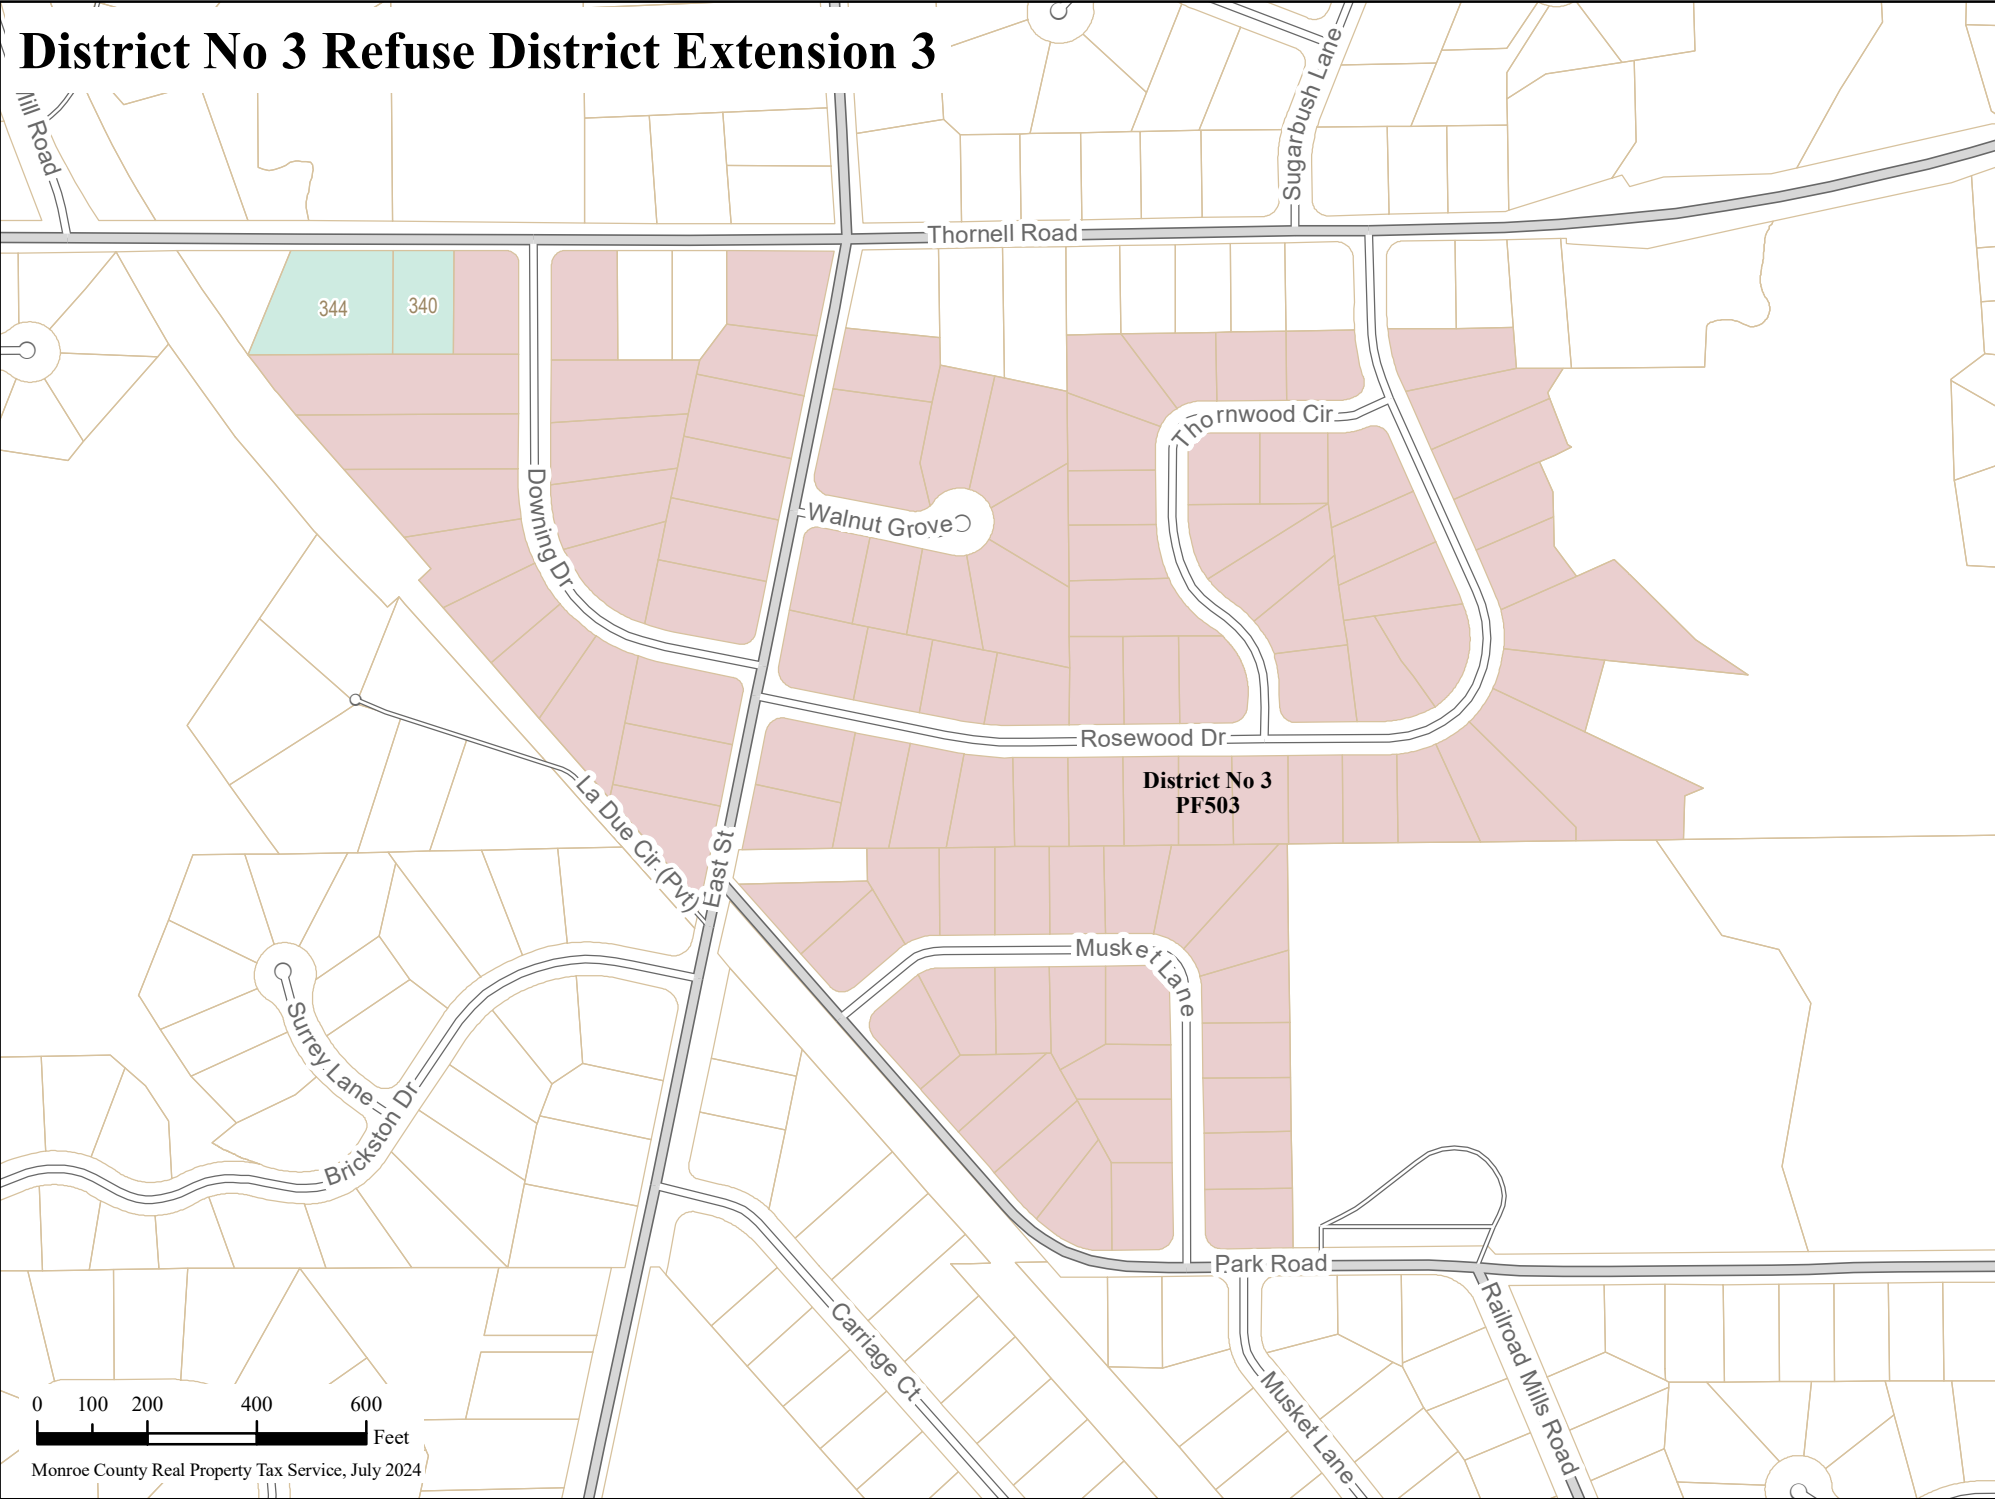 District No 3 Refuse District Extension 3
Mill Road
Sugarbush Lane
Thornell Road
344
340
Thornwood Cir
Downing Dr
Walnut Grove
Rosewood Dr
District No 3
PF503
La Due Cir (Pvt)
East St
Musket Lane
Surrey Lane
Brickston Dr
Park Road
Carriage Ct
Musket Lane
Railroad Mills Road
0 100 200 400 600
Feet
Monroe County Real Property Tax Service, July 2024